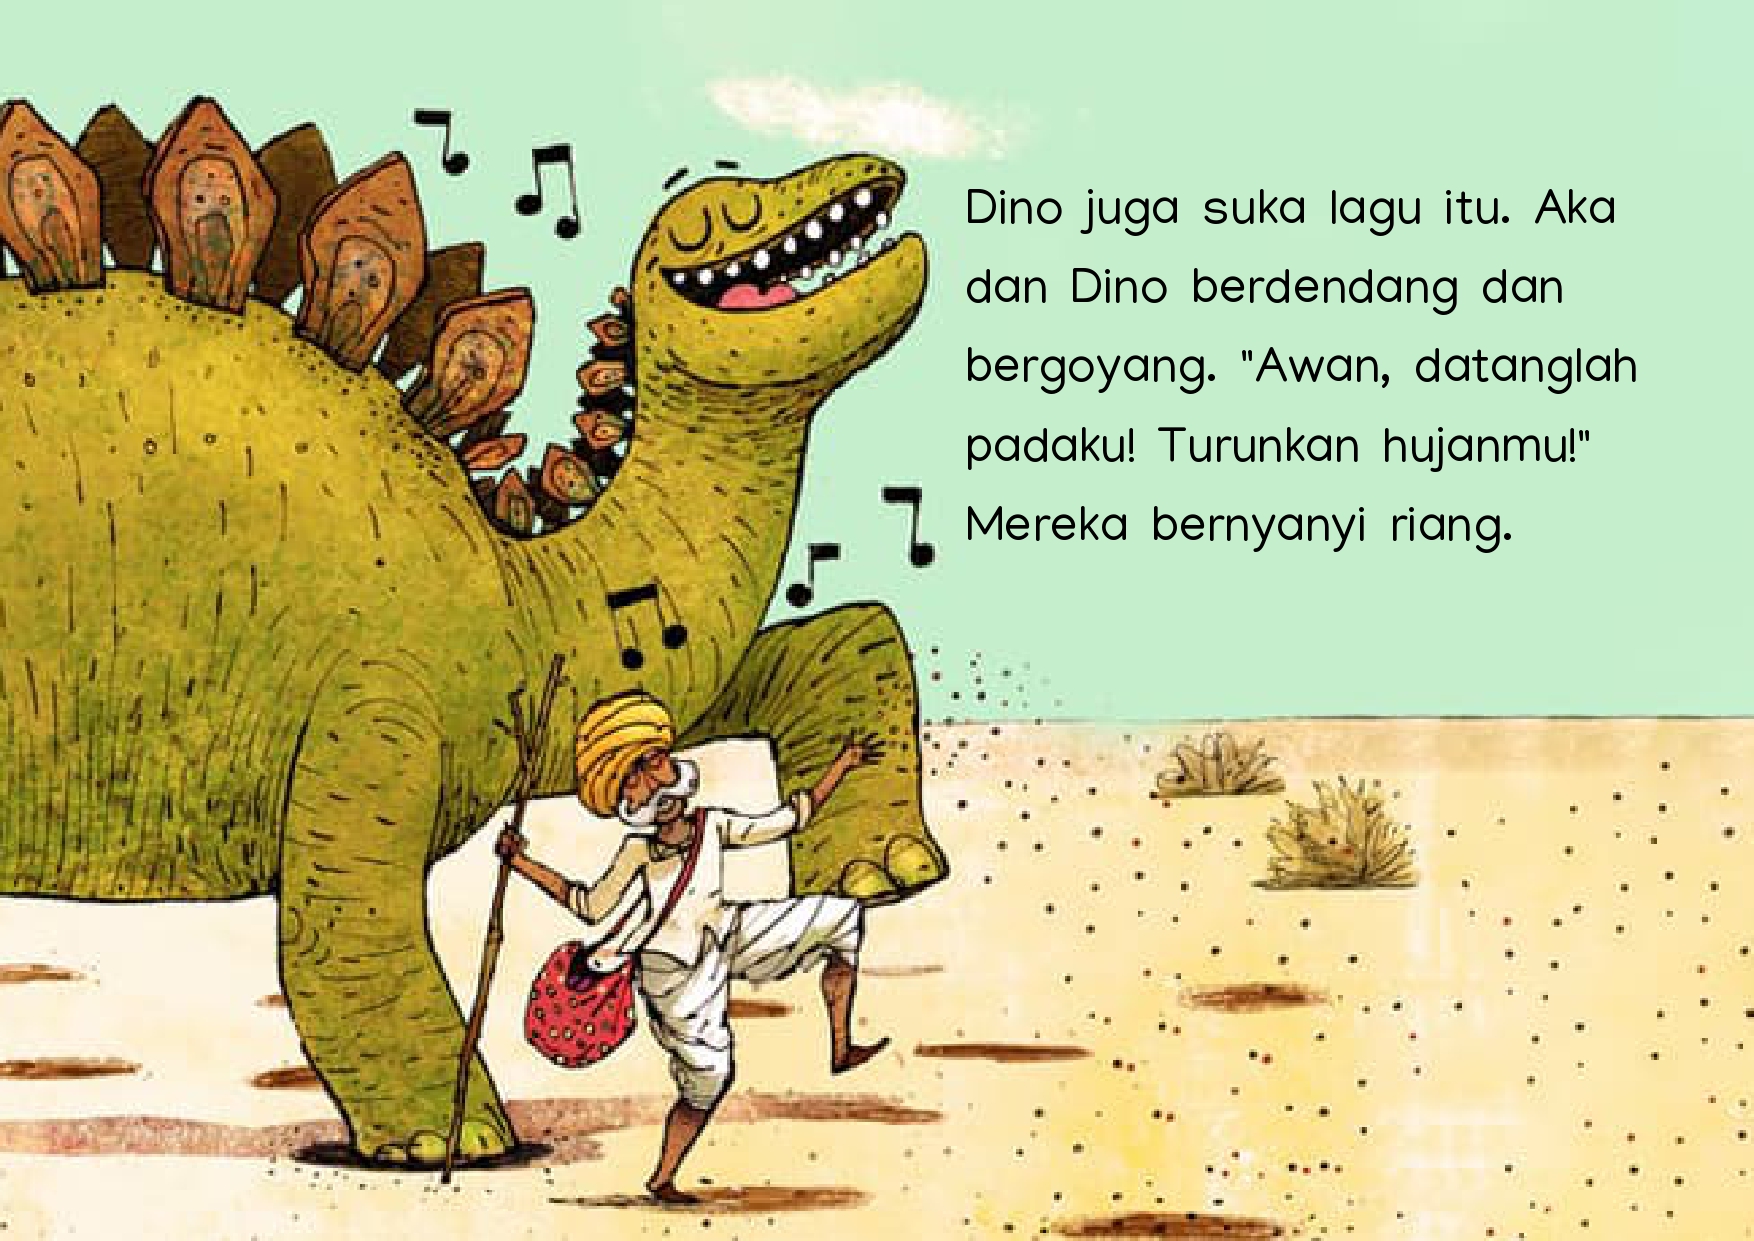 Dino juga suka lagu itu. Aka
dan Dino berdendang dan
bergoyang. "Awan, datanglah
padaku! Turunkan hujanmu!"
Mereka bernyanyi riang.